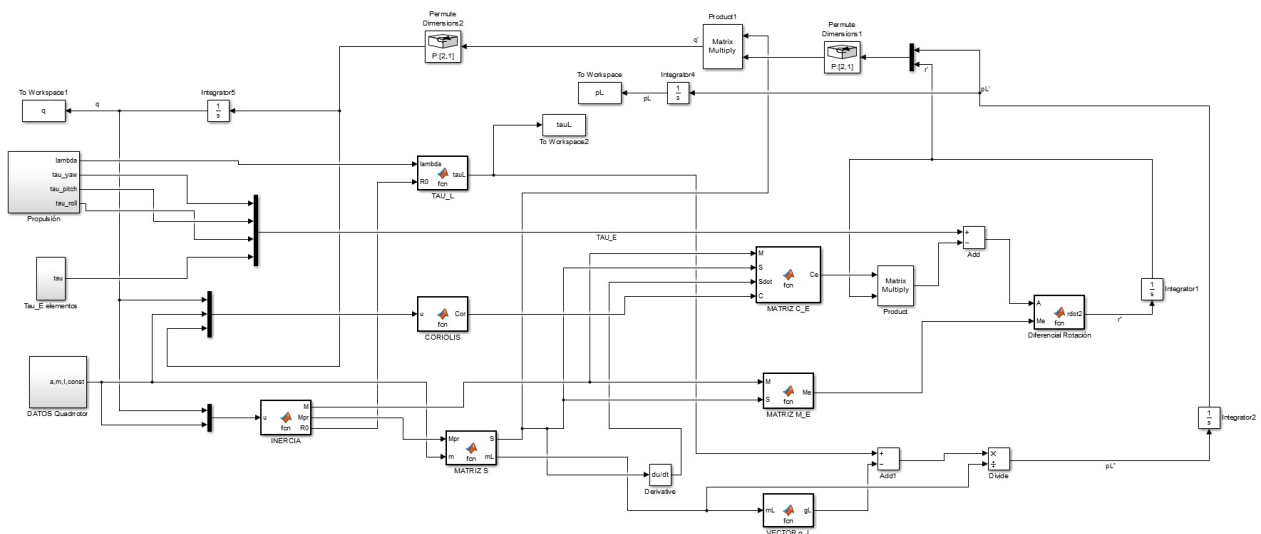 Permute
Dimensions2
P:[2,1]
q'
Product1
Matrix
Multiply
Permute
Dimensions1
P:[2,1]
r'
To Workspace
pL
pL
Integrator4
1
s
pL'
To Workspace1
q
q
Integrator5
1
s
tauL
To Workspace2
lambda
tau_yaw
tau_pitch
tau_roll
Propulsión
lambda
R0
fcn
tauL
TAU_L
TAU_E
tau
Tau_E elementos
M
S
Sdot
C
fcn
Ce
MATRIZ C_E
Matrix
Multiply
Product
+
−
Add
1
s
Integrator1
A
Me
fcn
rdot2
Diferencial Rotación
r''
u
fcn
Cor
CORIOLIS
a,m,I,const
DATOS Quadrrotor
u
fcn
M
Mpr
R0
INERCIA
M
S
fcn
Me
MATRIZ M_E
Mpr
m
fcn
S
mL
MATRIZ S
du/dt
Derivative
+
−
Add1
×
÷
Divide
pL''
1
s
Integrator2
mL
fcn
gL
VECTOR g_L